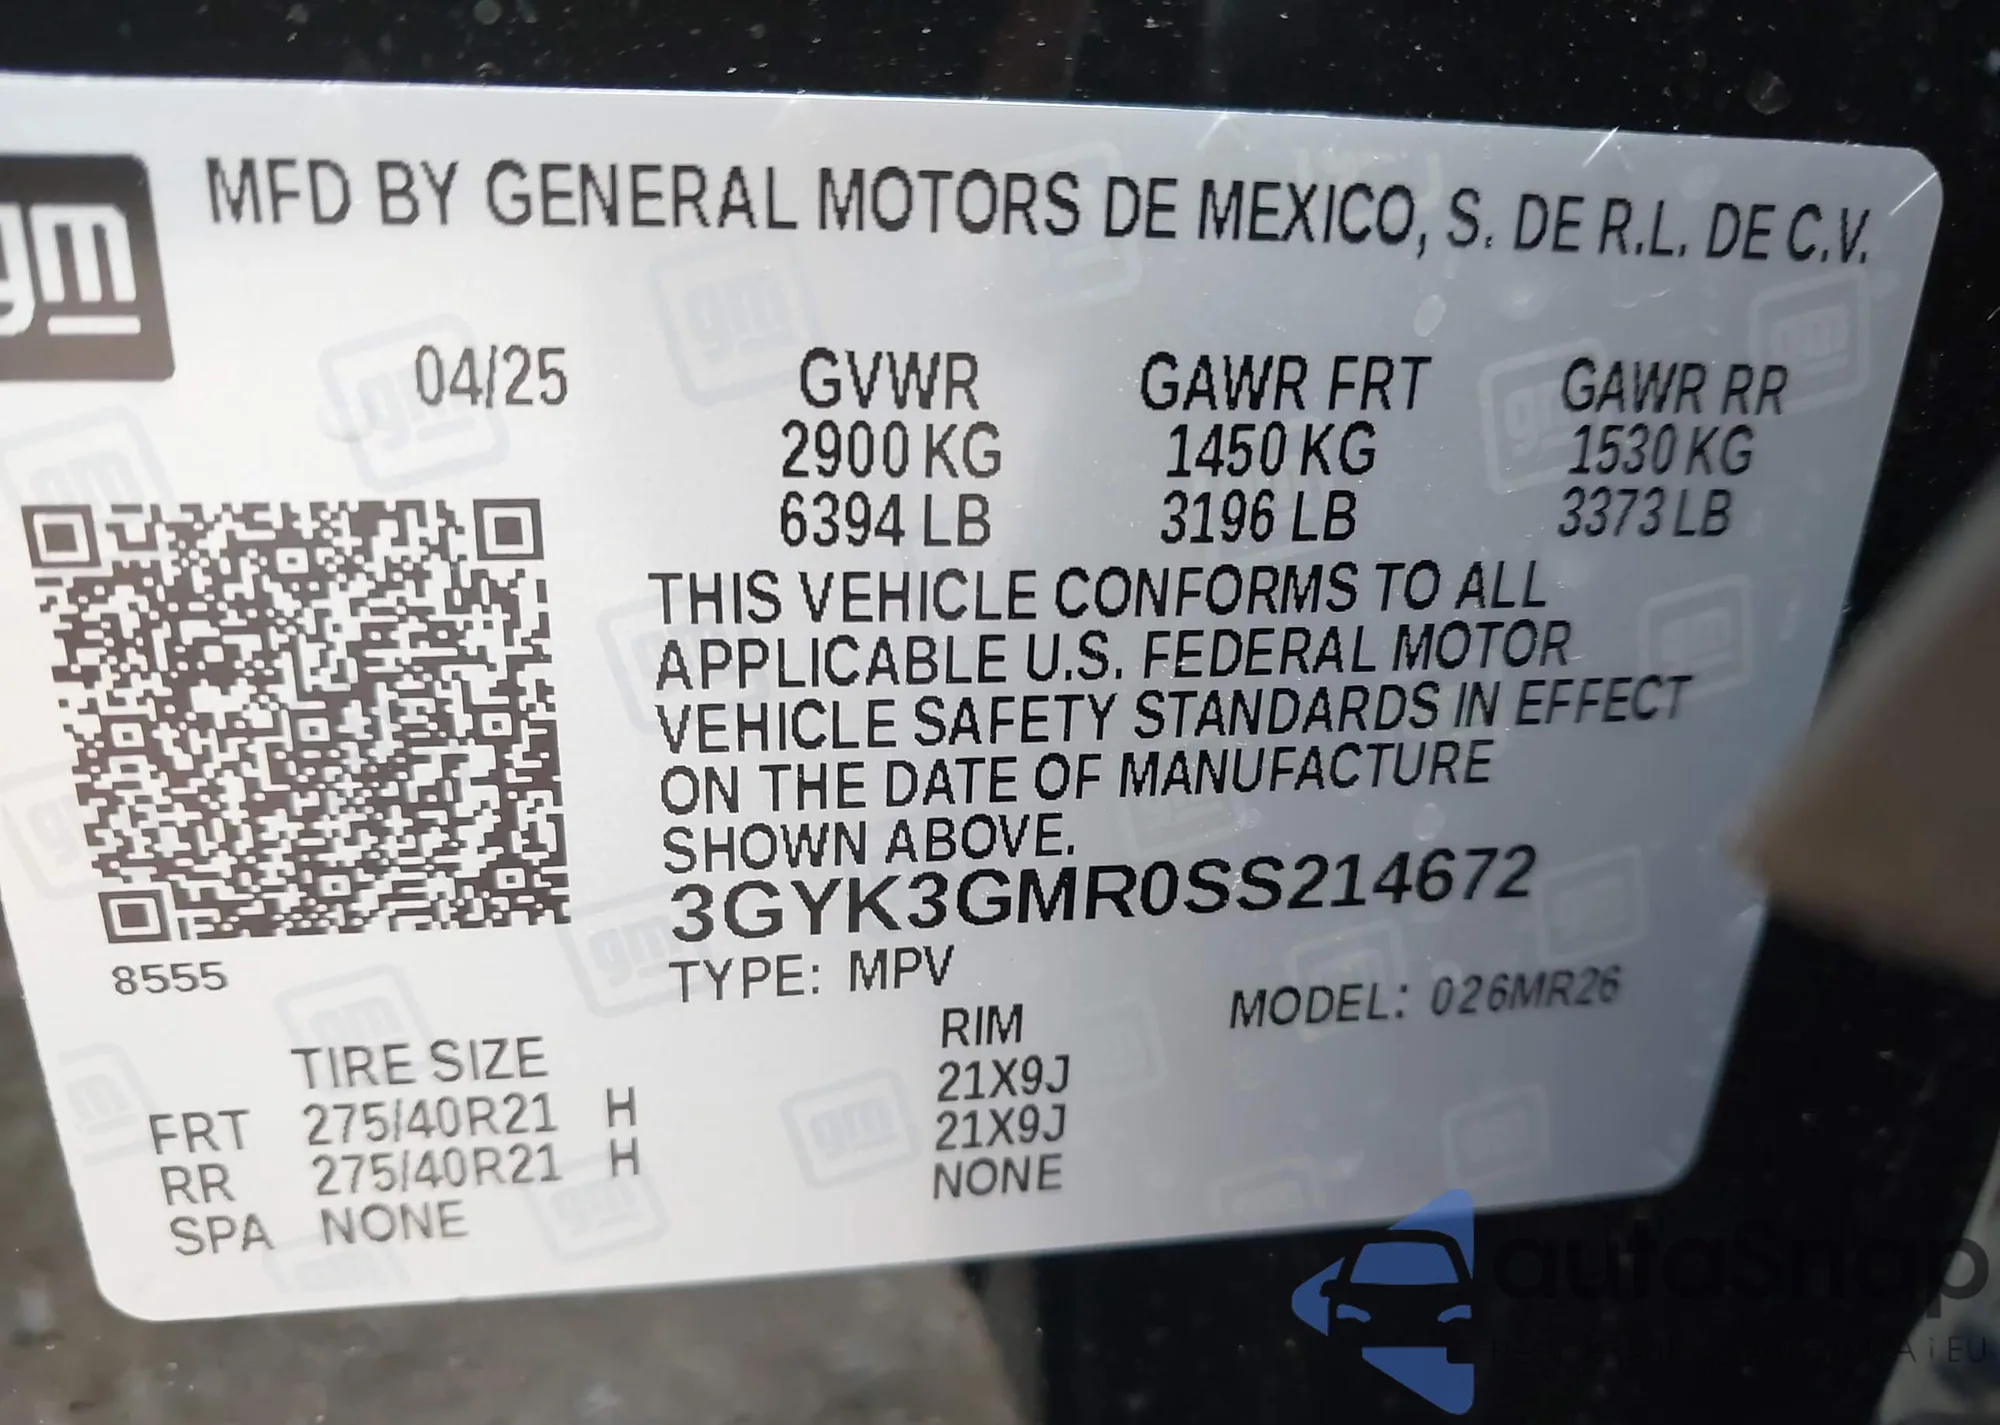 gm
MFD BY GENERAL MOTORS DE MEXICO, S. DE R.L. DE C.V.
04/25 GVWR GAWR FRT GAWR RR
2900 KG 1450 KG 1530 KG
6394 LB 3196 LB 3373 LB
THIS VEHICLE CONFORMS TO ALL
APPLICABLE U.S. FEDERAL MOTOR
VEHICLE SAFETY STANDARDS IN EFFECT
ON THE DATE OF MANUFACTURE
SHOWN ABOVE.
3GYK3GMR0SS214672
8555
TYPE: MPV MODEL: 026MR26
TIRE SIZE RIM
FRT 275/40R21 H 21X9J
RR 275/40R21 H 21X9J
SPA NONE NONE
autaSnap